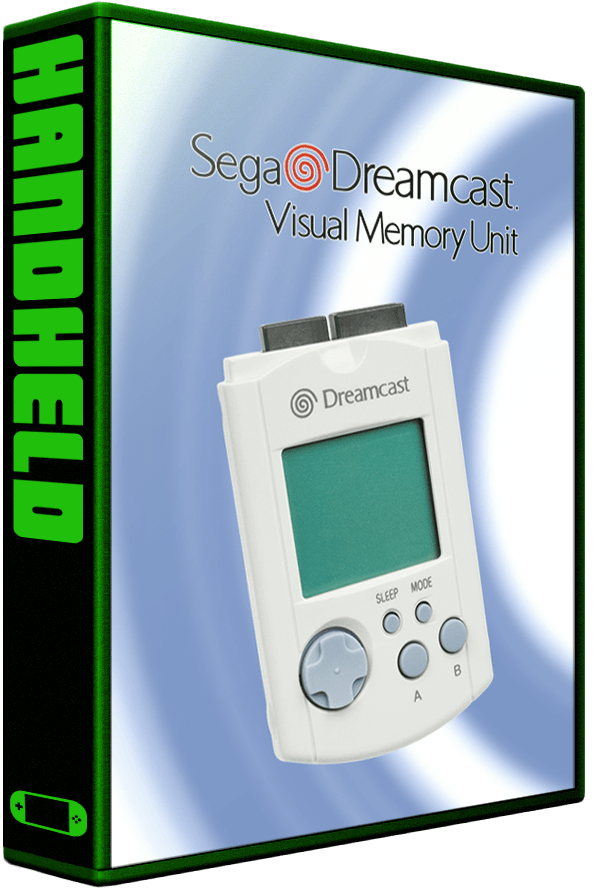 HANDHELD
Sega Dreamcast.
Visual Memory Unit
Dreamcast
SLEEP MODE
A B